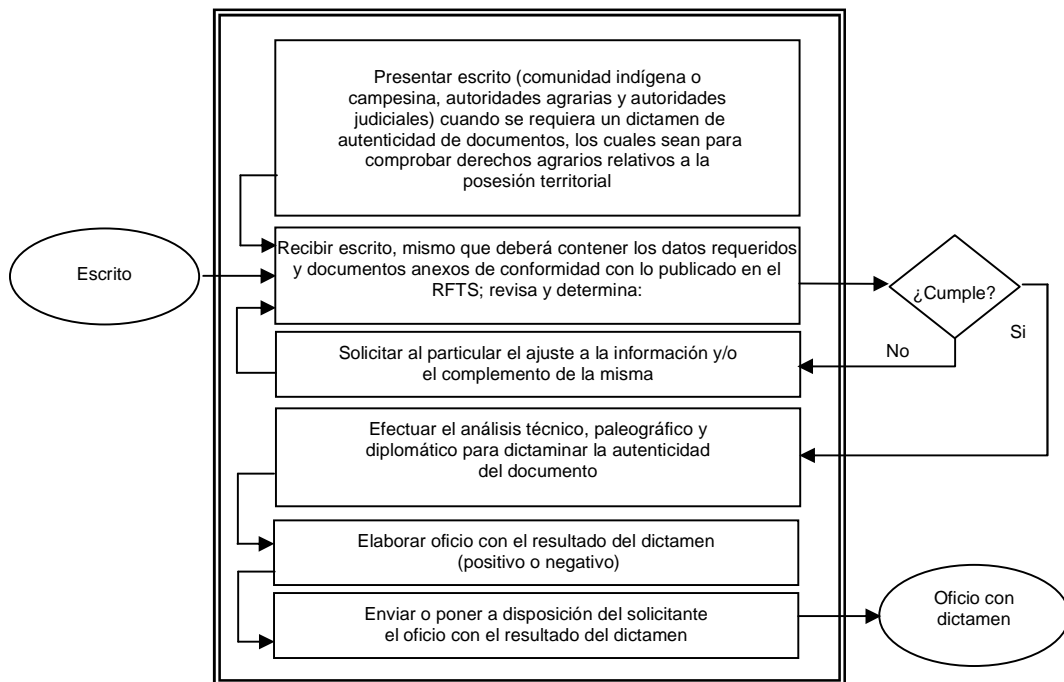 Presentar escrito (comunidad indígena o
campesina, autoridades agrarias y autoridades
judiciales) cuando se requiera un dictamen de
autenticidad de documentos, los cuales sean para
comprobar derechos agrarios relativos a la
posesión territorial
Escrito
Recibir escrito, mismo que deberá contener los datos requeridos
y documentos anexos de conformidad con lo publicado en el
RFTS; revisa y determina:
¿Cumple?
No
Si
Solicitar al particular el ajuste a la información y/o
el complemento de la misma
Efectuar el análisis técnico, paleográfico y
diplomático para dictaminar la autenticidad
del documento
Elaborar oficio con el resultado del dictamen
(positivo o negativo)
Enviar o poner a disposición del solicitante
el oficio con el resultado del dictamen
Oficio con
dictamen